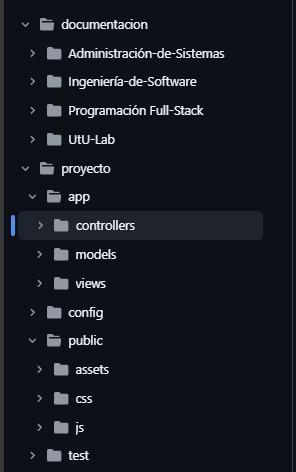 documentacion
Administración-de-Sistemas
Ingeniería-de-Software
Programación Full-Stack
UtU-Lab
proyecto
app
controllers
models
views
config
public
assets
css
js
test